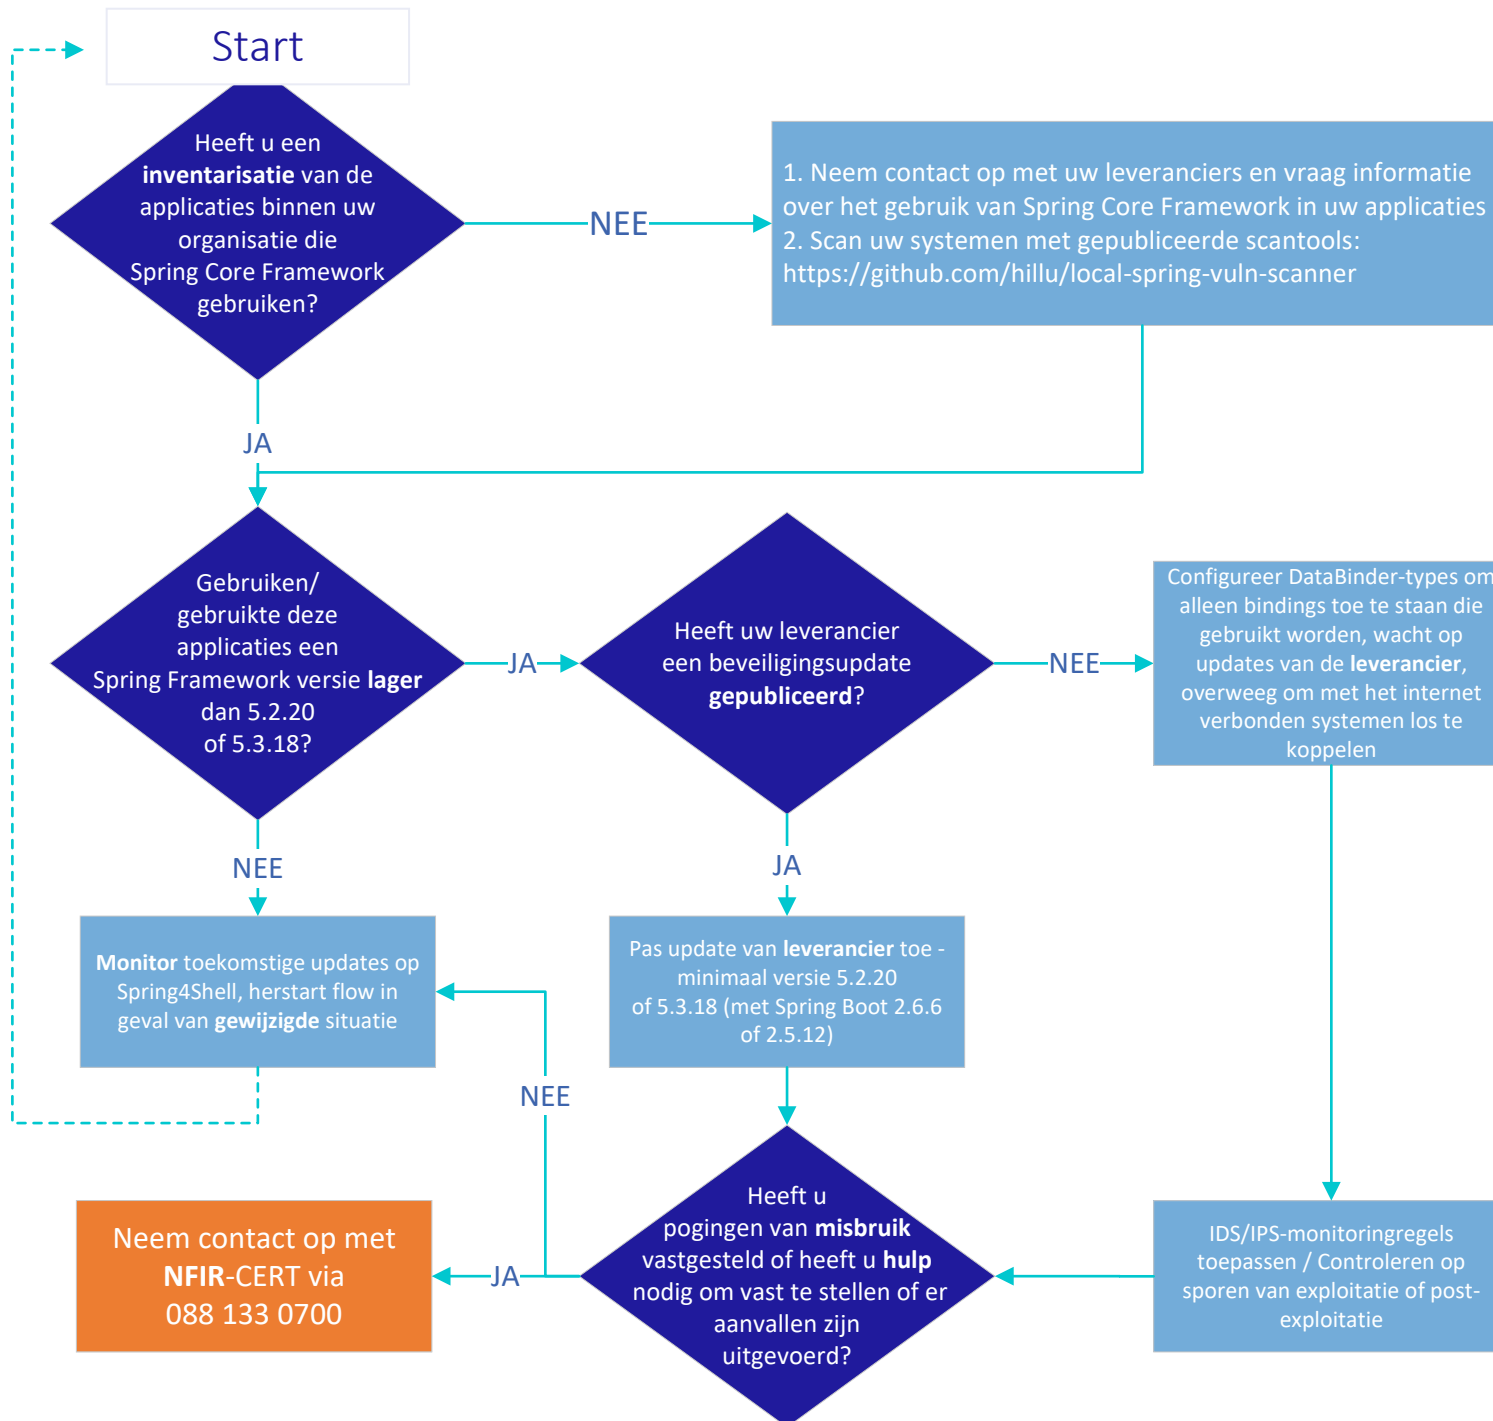 Start
Heeft u een
inventarisatie van de
applicaties binnen uw
organisatie die
Spring Core Framework
gebruiken?
NEE
1. Neem contact op met uw leveranciers en vraag informatie
over het gebruik van Spring Core Framework in uw applicaties
2. Scan uw systemen met gepubliceerde scantools:
https://github.com/hillu/local-spring-vuln-scanner
JA
Gebruiken/
gebruikte deze
applicaties een
Spring Framework versie lager
dan 5.2.20
of 5.3.18?
JA
Heeft uw leverancier
een beveiligingsupdate
gepubliceerd?
NEE
Configureer DataBinder-types om
alleen bindings toe te staan die
gebruikt worden, wacht op
updates van de leverancier,
overweeg om met het internet
verbonden systemen los te
koppelen
NEE
JA
Monitor toekomstige updates op
Spring4Shell, herstart flow in
geval van gewijzigde situatie
Pas update van leverancier toe -
minimaal versie 5.2.20
of 5.3.18 (met Spring Boot 2.6.6
of 2.5.12)
NEE
Neem contact op met
NFIR-CERT via
088 133 0700
JA
Heeft u
pogingen van misbruik
vastgesteld of heeft u hulp
nodig om vast te stellen of er
aanvallen zijn
uitgevoerd?
IDS/IPS-monitoringregels
toepassen / Controleren op
sporen van exploitatie of post-
exploitatie